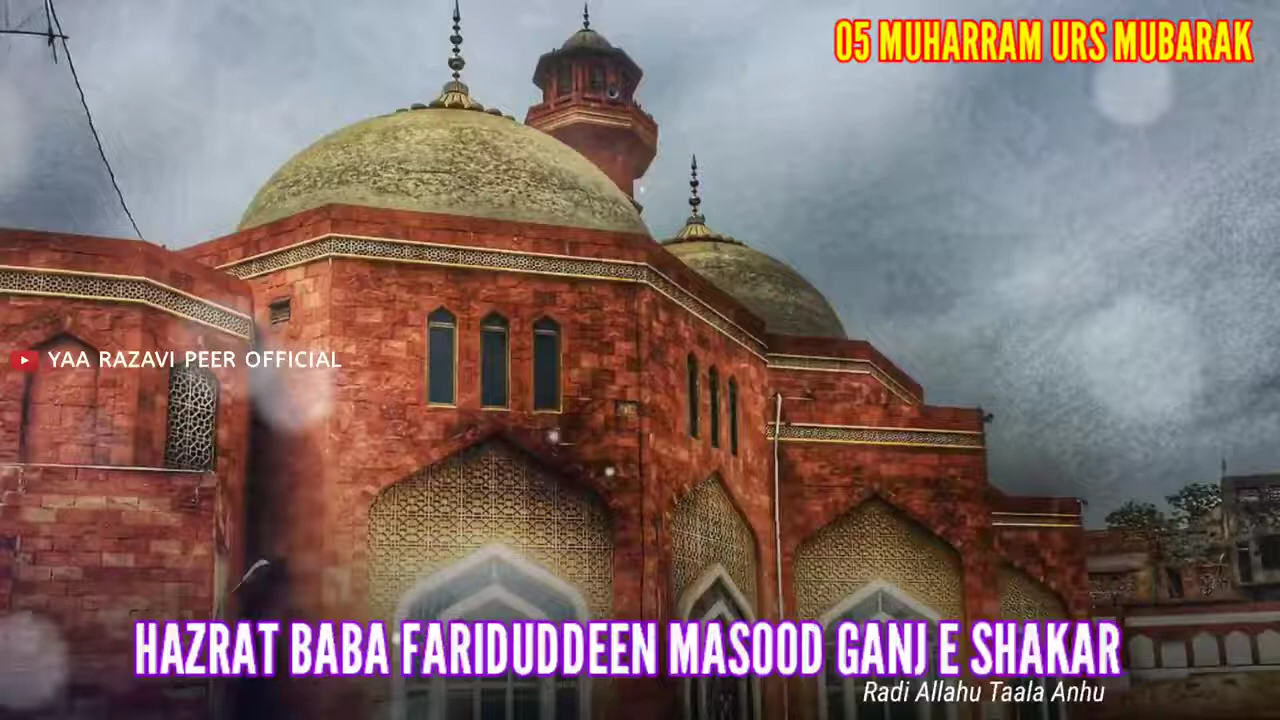 05 MUHARRAM URS MUBARAK
YAA RAZAVI PEER OFFICIAL
HAZRAT BABA FARIDUDDEEN MASOOD GANJ E SHAKAR
Radi Allahu Taala Anhu